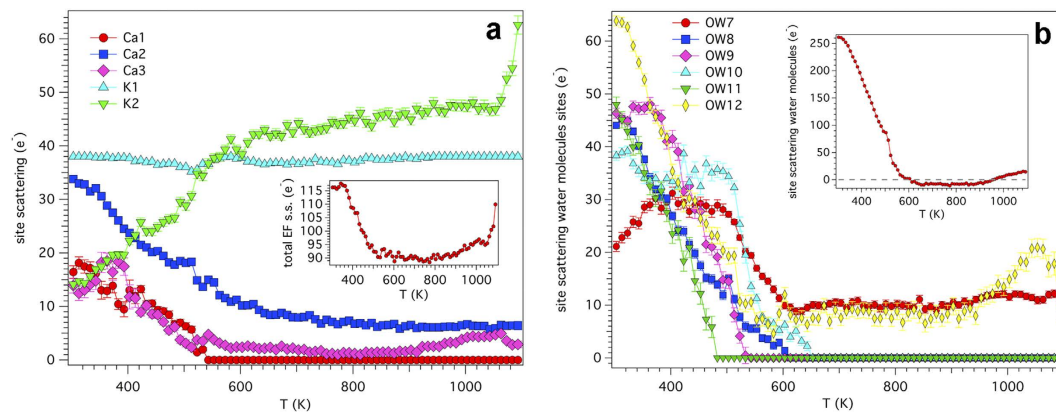 a
Ca1
Ca2
Ca3
K1
K2
site scattering (e-)
60
50
40
30
20
10
0
400
600
800
1000
T (K)
total EF s.s. (e-)
115
110
105
100
95
90
400 600 800 1000
T (K)
b
OW7
OW8
OW9
OW10
OW11
OW12
site scattering water molecules sites (e-)
60
50
40
30
20
10
0
400
600
800
1000
T (K)
site scattering water molecules (e-)
250
200
150
100
50
0
400 600 800 1000
T (K)